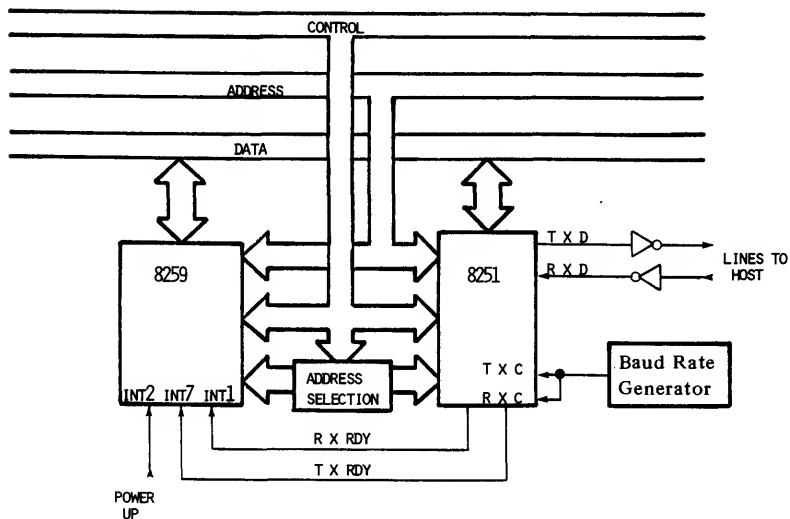 CONTROL
ADDRESS
DATA
8259
8251
T X D
R X D
LINES TO
HOST
T X C
R X C
Baud Rate
Generator
ADDRESS
SELECTION
INT2 INT7 INT1
R X RDY
T X RDY
POWER
UP